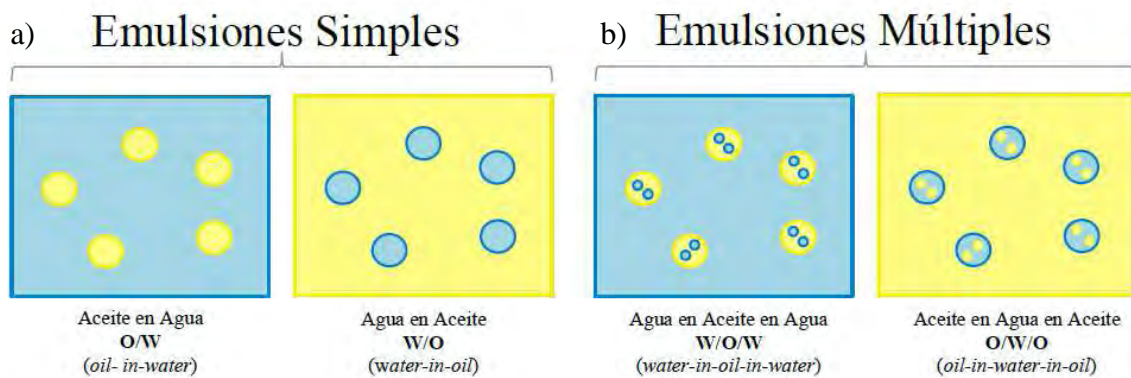 a) Emulsiones Simples
b) Emulsiones Múltiples
Aceite en Agua
O/W
(oil- in-water)
Agua en Aceite
W/O
(water-in-oil)
Agua en Aceite en Agua
W/O/W
(water-in-oil-in-water)
Aceite en Agua en Aceite
O/W/O
(oil-in-water-in-oil)